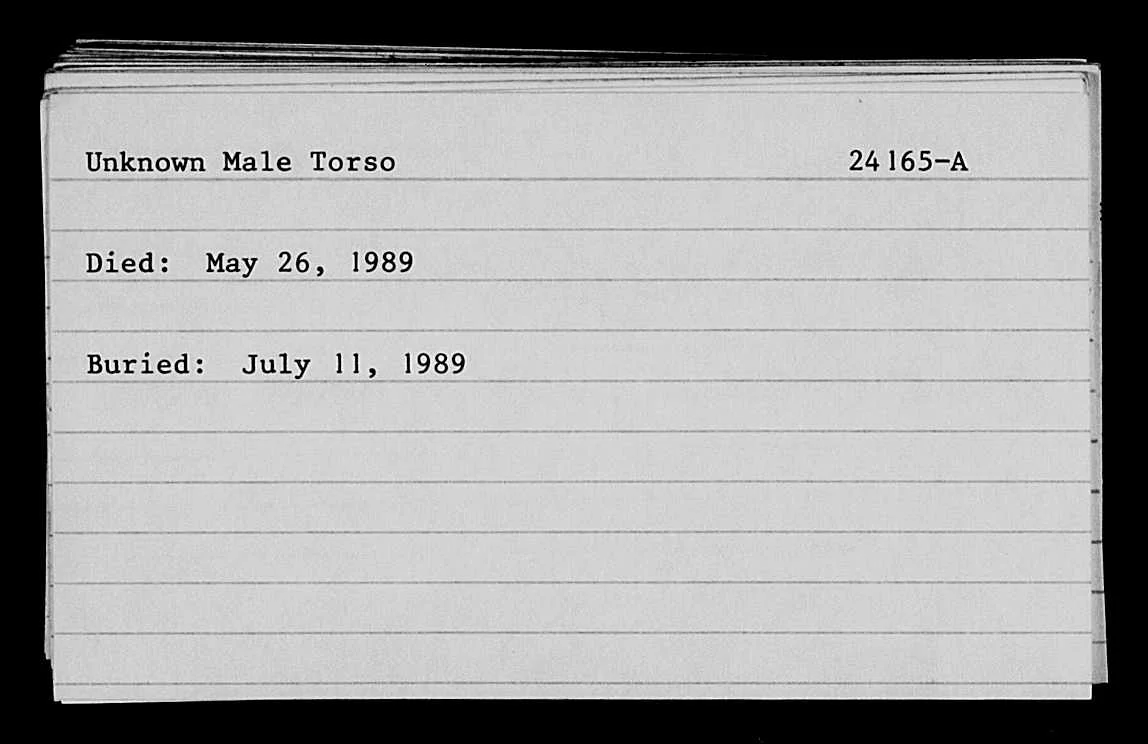 Unknown Male Torso 24165-A
Died: May 26, 1989
Buried: July 11, 1989